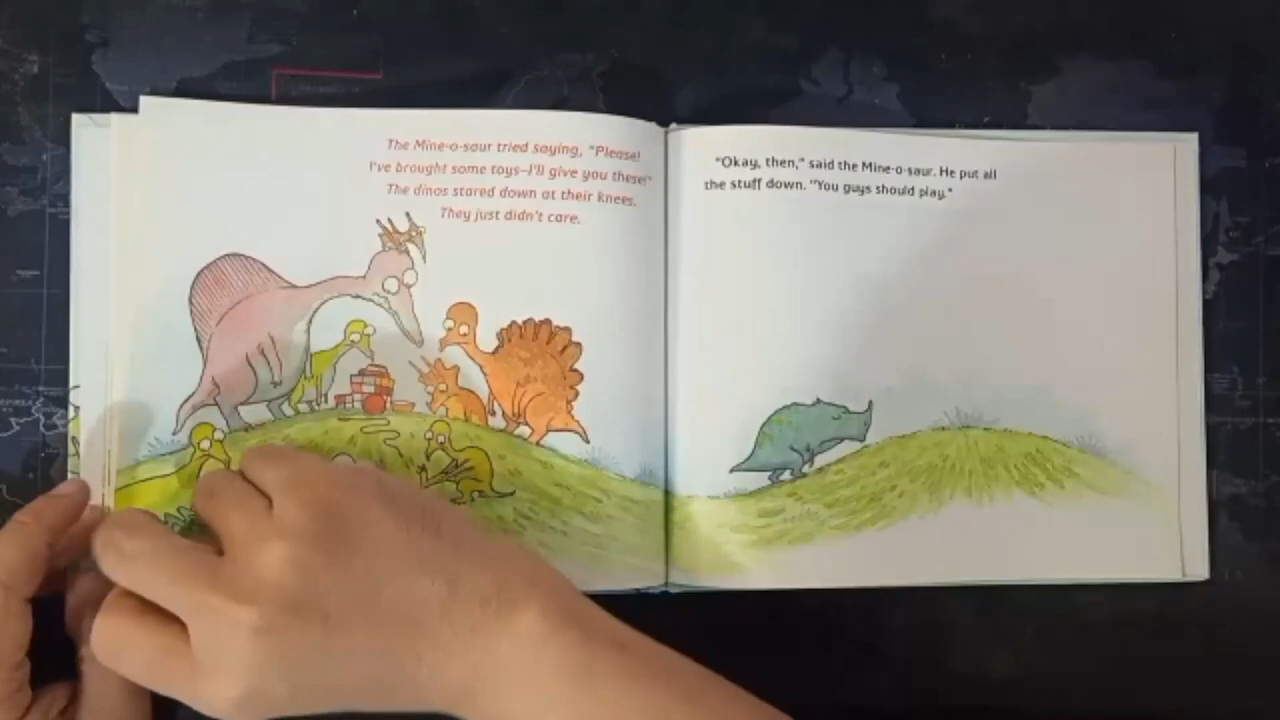 The Mine-o-saur tried saying, "Please!
I've brought some toys—I'll give you these!"
The dinos stared down at their knees.
They just didn't care.
"Okay, then," said the Mine-o-saur. He put all
the stuff down. "You guys should play."